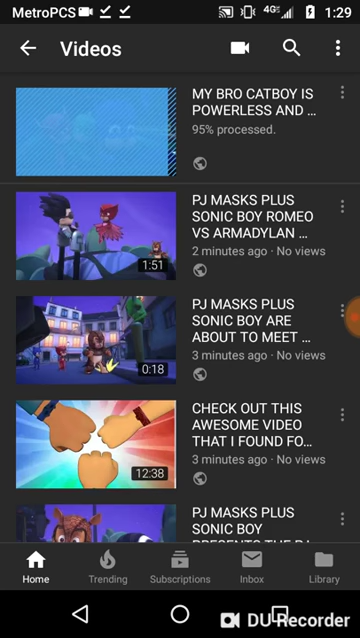 MetroPCS 4G 1:29
Videos
MY BRO CATBOY IS
POWERLESS AND ...
95% processed.
PJ MASKS PLUS
SONIC BOY ROMEO
VS ARMADYLAN ...
2 minutes ago · No views
1:51
PJ MASKS PLUS
SONIC BOY ARE
ABOUT TO MEET ...
3 minutes ago · No views
0:18
CHECK OUT THIS
AWESOME VIDEO
THAT I FOUND FO...
3 minutes ago · No views
12:38
PJ MASKS PLUS
SONIC BOY
PRESENTS THE PJ
Home Trending Subscriptions Inbox Library
DU Recorder